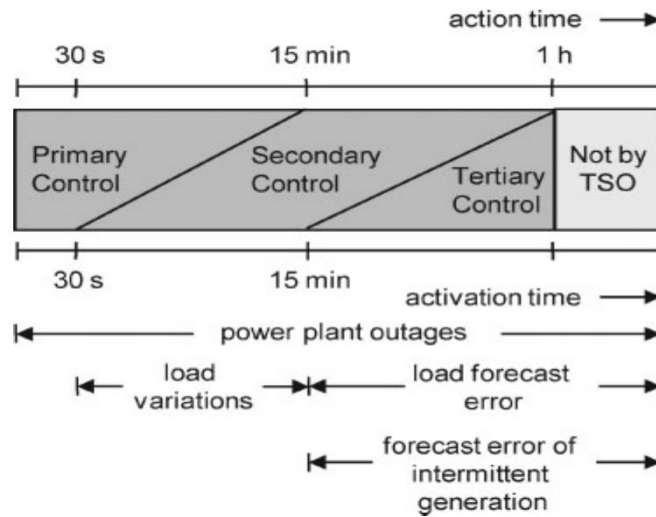 action time
30 s 15 min 1 h
Primary
Control
Secondary
Control
Tertiary
Control
Not by
TSO
30 s 15 min
activation time
power plant outages
load
variations
load forecast
error
forecast error of
intermittent
generation